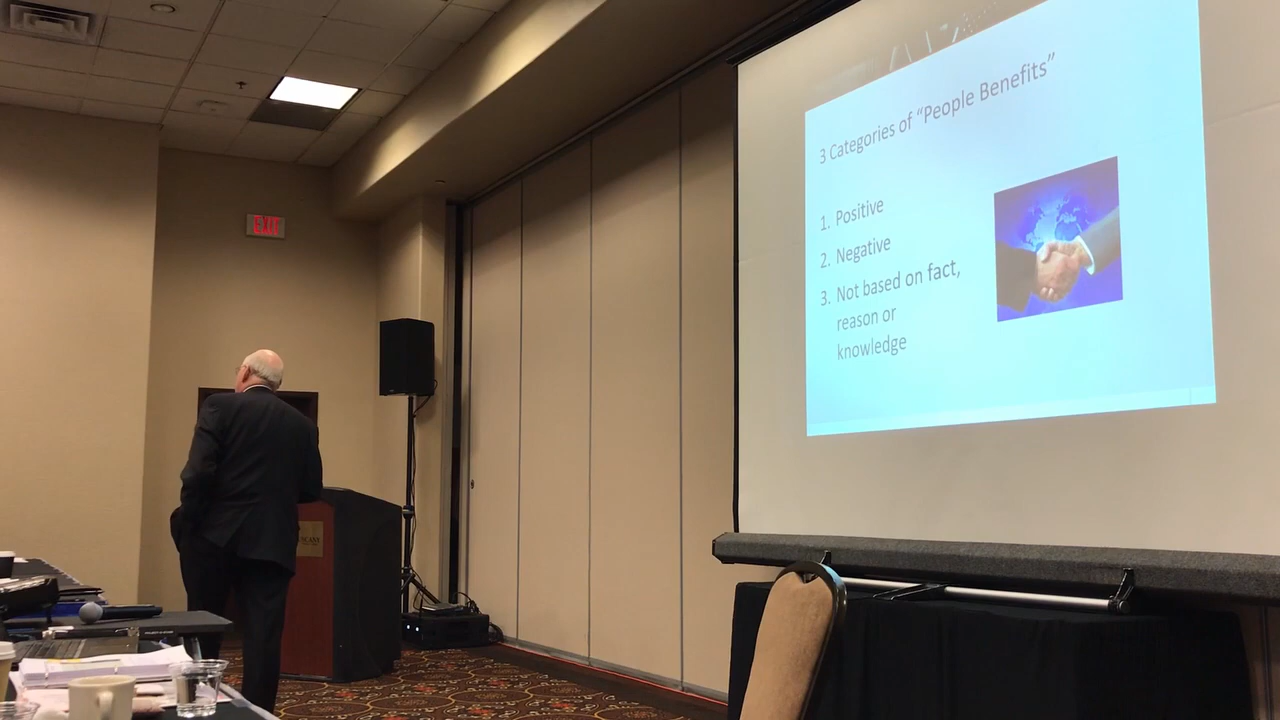 3 Categories of “People Benefits”
1. Positive
2. Negative
3. Not based on fact,
reason or
knowledge
EXIT